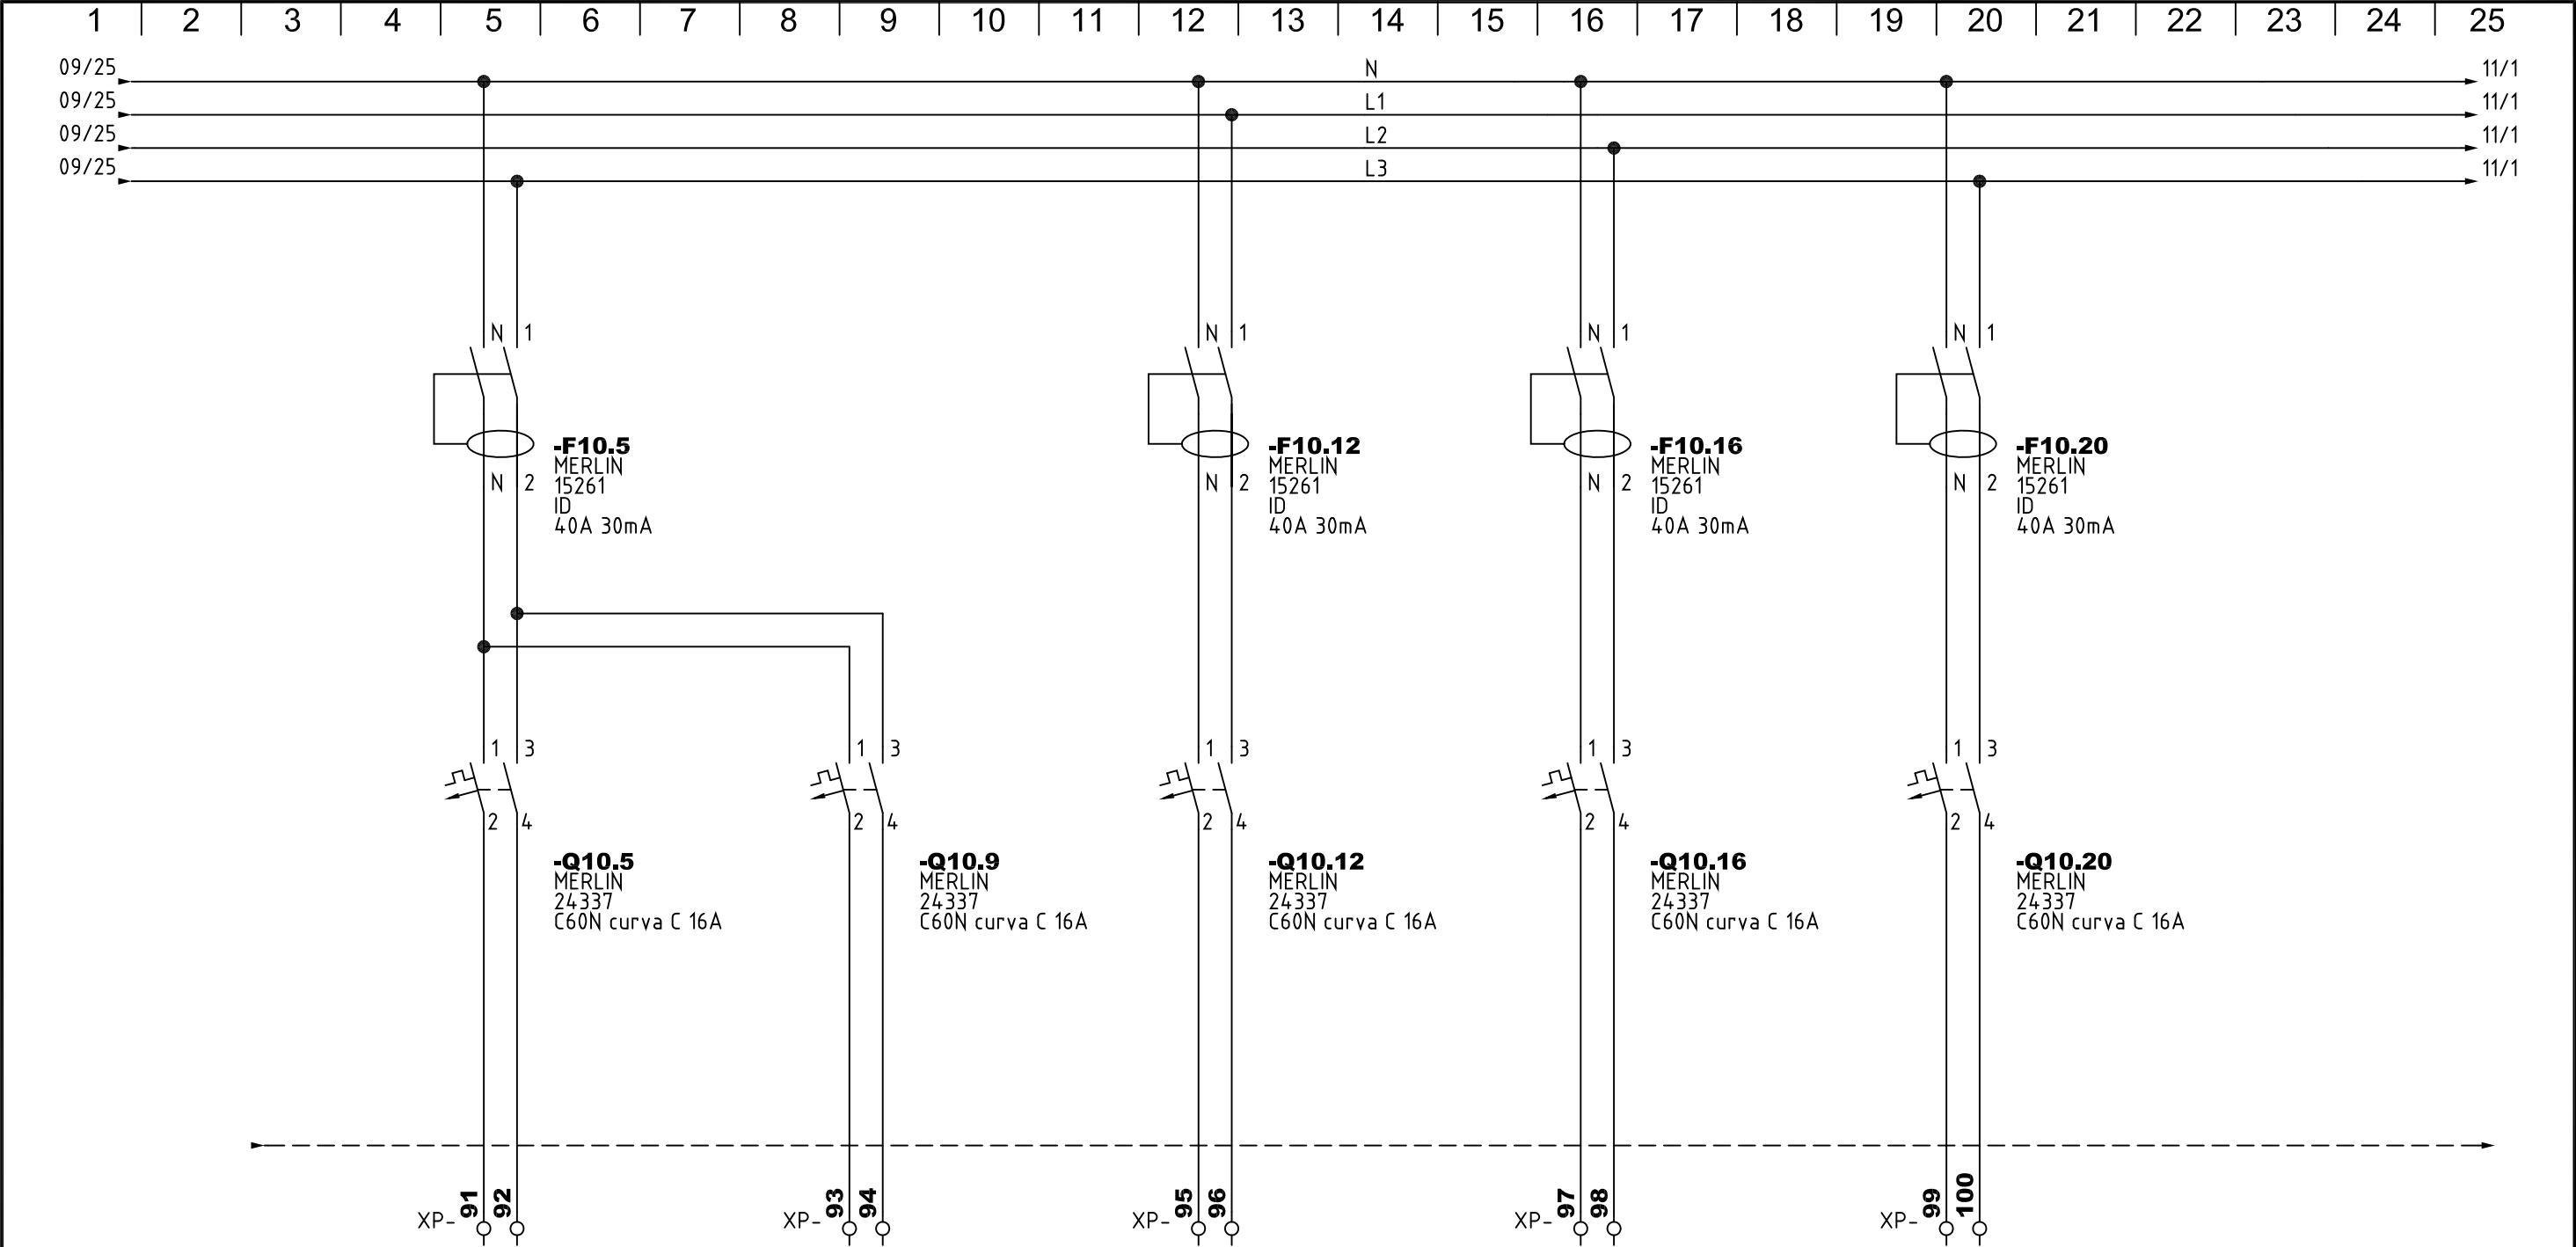 1 2 3 4 5 6 7 8 9 10 11 12 13 14 15 16 17 18 19 20 21 22 23 24 25
09/25 N 11/1
09/25 L1 11/1
09/25 L2 11/1
09/25 L3 11/1
N 1 N 1 N 1 N 1
-F10.5 -F10.12 -F10.16 -F10.20
MERLIN MERLIN MERLIN MERLIN
N 2 15261 N 2 15261 N 2 15261 N 2 15261
ID ID ID ID
40A 30mA 40A 30mA 40A 30mA 40A 30mA
1 3 1 3 1 3 1 3 1 3
2 4 2 4 2 4 2 4 2 4
-Q10.5 -Q10.9 -Q10.12 -Q10.16 -Q10.20
MERLIN MERLIN MERLIN MERLIN MERLIN
24337 24337 24337 24337 24337
C60N curva C 16A C60N curva C 16A C60N curva C 16A C60N curva C 16A C60N curva C 16A
XP- 91 92 XP- 93 94 XP- 95 96 XP- 97 98 XP- 99 100